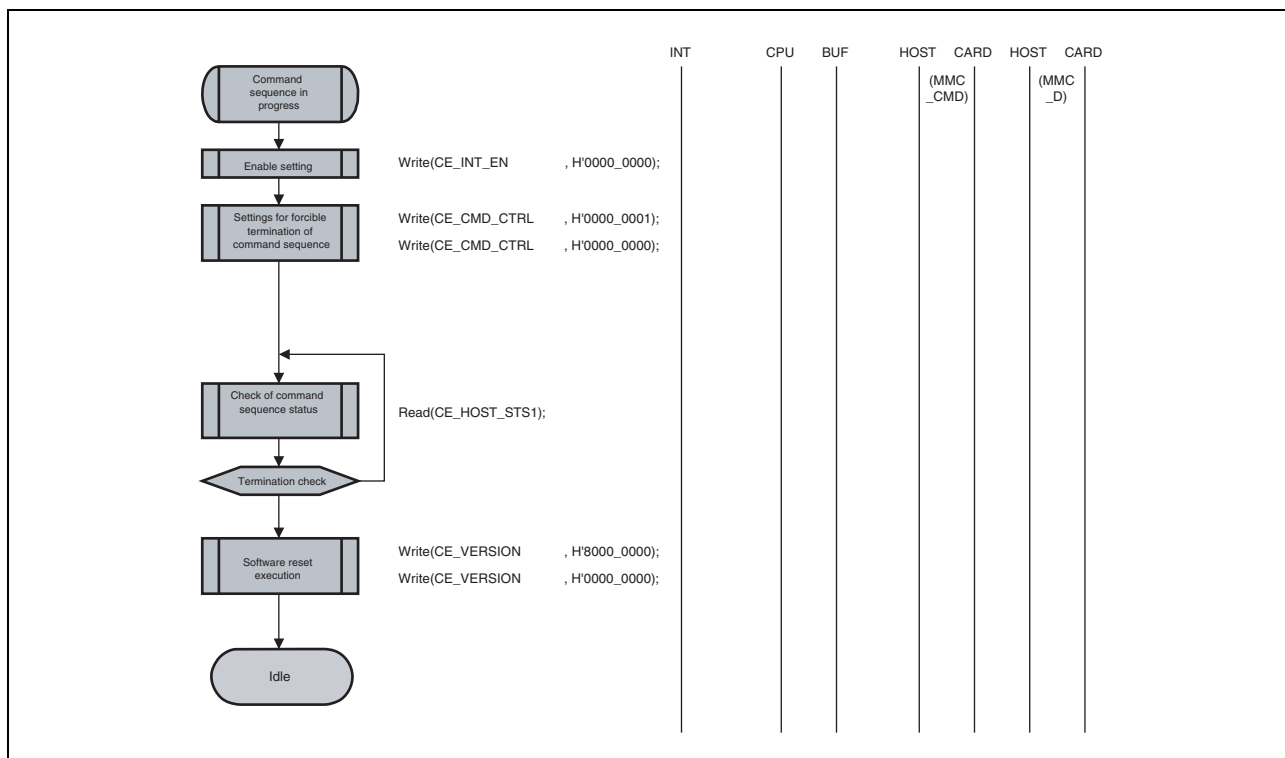 INT CPU BUF HOST CARD HOST CARD
(MMC
_CMD)
(MMC
_D)
Command
sequence in
progress
Enable setting
Write(CE_INT_EN , H'0000_0000);
Settings for forcible
termination of
command sequence
Write(CE_CMD_CTRL , H'0000_0001);
Write(CE_CMD_CTRL , H'0000_0000);
Check of command
sequence status
Read(CE_HOST_STS1);
Termination check
Software reset
execution
Write(CE_VERSION , H'8000_0000);
Write(CE_VERSION , H'0000_0000);
Idle